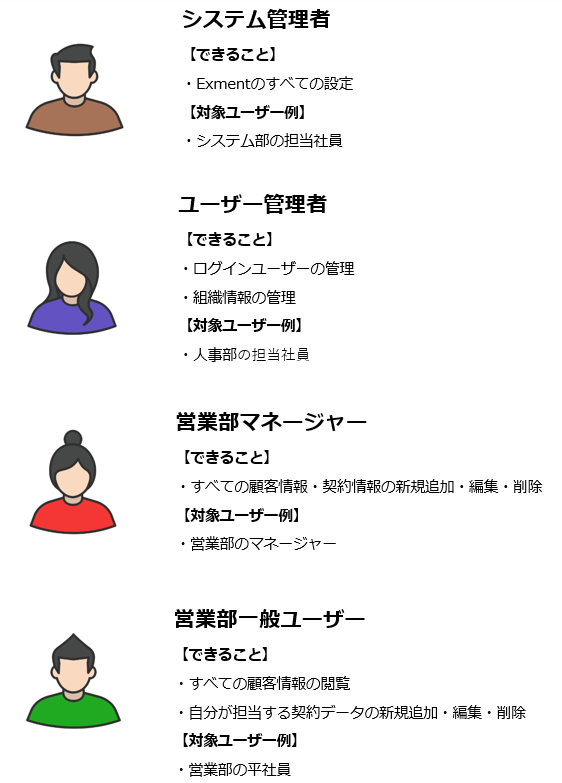 システム管理者
【できること】
・Exmentのすべての設定
【対象ユーザー例】
・システム部の担当社員
ユーザー管理者
【できること】
・ログインユーザーの管理
・組織情報の管理
【対象ユーザー例】
・人事部の担当社員
営業部マネージャー
【できること】
・すべての顧客情報・契約情報の新規追加・編集・削除
【対象ユーザー例】
・営業部のマネージャー
営業部一般ユーザー
【できること】
・すべての顧客情報の閲覧
・自分が担当する契約データの新規追加・編集・削除
【対象ユーザー例】
・営業部の平社員